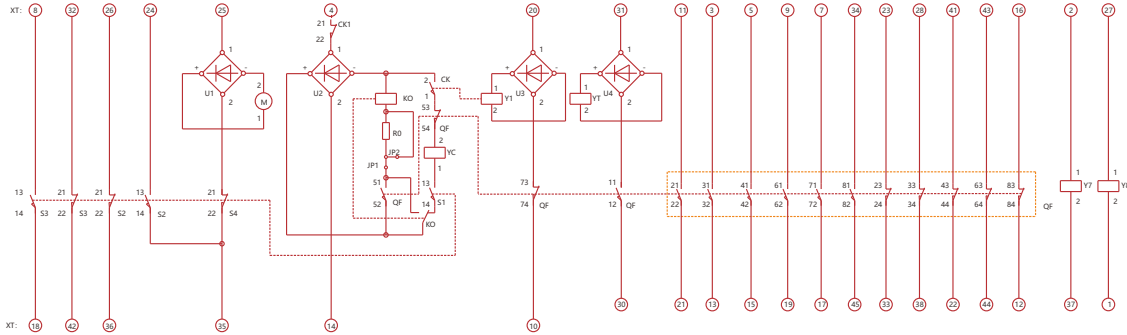 XT: 8 32 26 24 25 4 20 31 11 3 5 9 7 34 23 28 41 43 2 27
21 CK1
22
1 1 1 1
+ - + - + - + -
U1 2 U2 2 U3 2 U4 2
2 M 1
2 CK
1
KO
1 Y1 2
1 YT 2
53
54 QF
R0
JP2
JP1
2 YC
1
51
52 QF
13
14 S1
KO
13 21 21 13 21
14 S3 22 S3 22 S2 14 S2 22 S4
73
74 QF
11
12 QF
21 31 41 61 71 81 23 33 43 63 83
22 32 42 62 72 82 24 34 44 64 84 QF
1 Y7 2
1 2
30 21 13 15 19 17 45 33 38 22 44 12 37 1
XT: 18 42 36 35 14 10